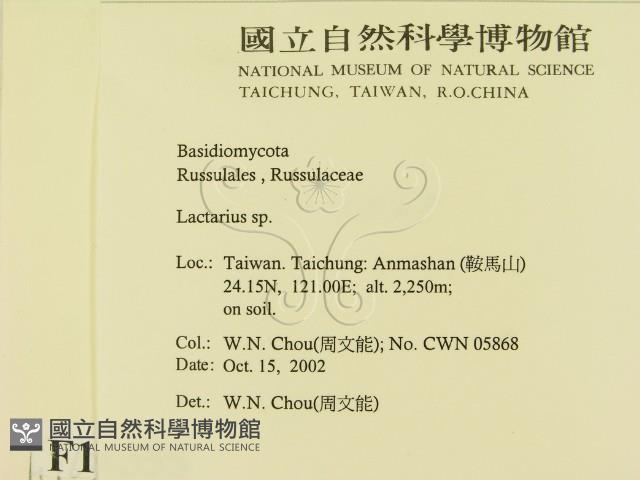 國立自然科學博物館
NATIONAL MUSEUM OF NATURAL SCIENCE
TAICHUNG, TAIWAN, R.O.CHINA
Basidiomycota
Russulales , Russulaceae
Lactarius sp.
Loc.: Taiwan. Taichung: Anmashan (鞍馬山)
24.15N, 121.00E; alt. 2,250m;
on soil.
Col.: W.N. Chou(周文能); No. CWN 05868
Date: Oct. 15, 2002
Det.: W.N. Chou(周文能)
國立自然科學博物館
NATIONAL MUSEUM OF NATURAL SCIENCE
F1